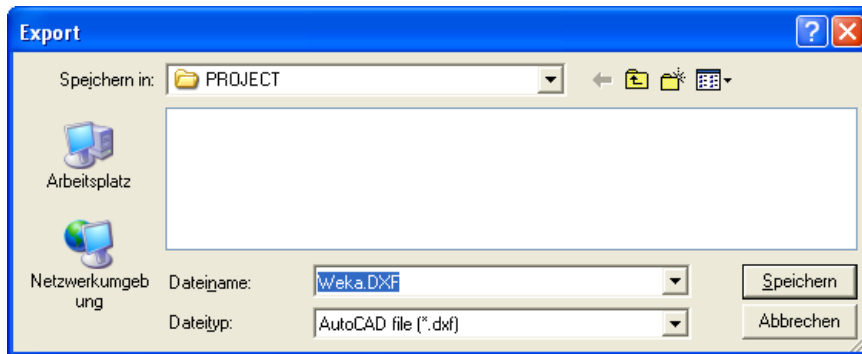 Export
Speichern in: PROJECT
Arbeitsplatz
Netzwerkumgeb
ung
Dateiname: Weka.DXF Speichern
Dateityp: AutoCAD file (*.dxf) Abbrechen